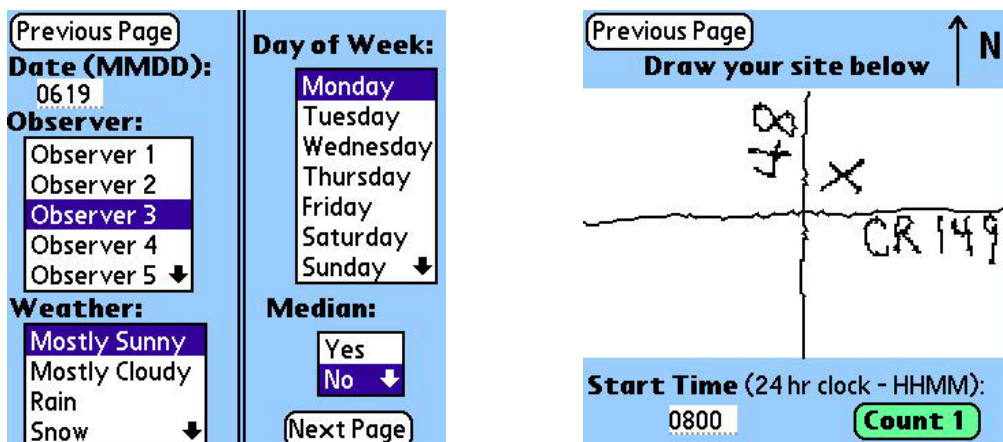 Previous Page
Date (MMDD):
0619
Observer:
Observer 1
Observer 2
Observer 3
Observer 4
Observer 5
Weather:
Mostly Sunny
Mostly Cloudy
Rain
Snow
Day of Week:
Monday
Tuesday
Wednesday
Thursday
Friday
Saturday
Sunday
Median:
Yes
No
Next Page
Previous Page
N
Draw your site below
X
CR 149
Start Time (24 hr clock - HHMM):
0800
Count 1